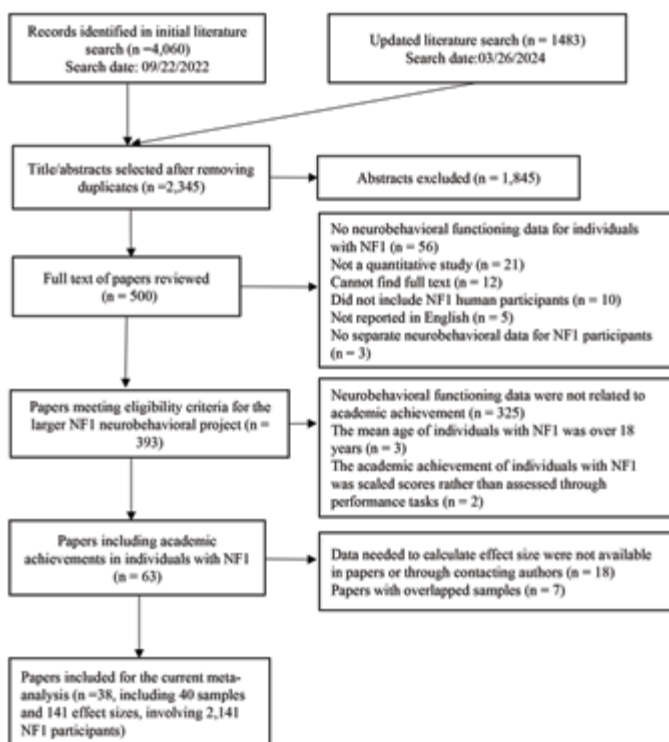 Records identified in initial literature
search (n =4,060)
Search date: 09/22/2022
Updated literature search (n = 1483)
Search date:03/26/2024
Title/abstracts selected after removing
duplicates (n =2,345)
Abstracts excluded (n = 1,845)
Full text of papers reviewed
(n = 500)
No neurobehavioral functioning data for individuals
with NF1 (n = 56)
Not a quantitative study (n = 21)
Cannot find full text (n = 12)
Did not include NF1 human participants (n = 10)
Not reported in English (n = 5)
No separate neurobehavioral data for NF1 participants
(n = 3)
Papers meeting eligibility criteria for the
larger NF1 neurobehavioral project (n =
393)
Neurobehavioral functioning data were not related to
academic achievement (n = 325)
The mean age of individuals with NF1 was over 18
years (n = 3)
The academic achievement of individuals with NF1
was scaled scores rather than assessed through
performance tasks (n = 2)
Papers including academic
achievements in individuals with NF1
(n = 63)
Data needed to calculate effect size were not available
in papers or through contacting authors (n = 18)
Papers with overlapped samples (n = 7)
Papers included for the current meta-
analysis (n =38, including 40 samples
and 141 effect sizes, involving 2,141
NF1 participants)